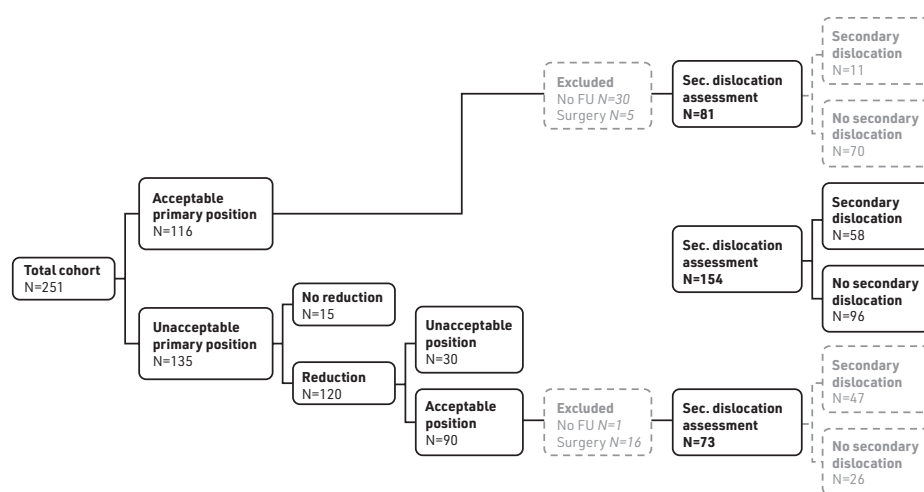 Total cohort
N=251
Acceptable
primary position
N=116
Unacceptable
primary position
N=135
No reduction
N=15
Reduction
N=120
Unacceptable
position
N=30
Acceptable
position
N=90
Excluded
No FU N=30
Surgery N=5
Sec. dislocation
assessment
N=81
Secondary
dislocation
N=11
No secondary
dislocation
N=70
Sec. dislocation
assessment
N=154
Secondary
dislocation
N=58
No secondary
dislocation
N=96
Excluded
No FU N=1
Surgery N=16
Sec. dislocation
assessment
N=73
Secondary
dislocation
N=47
No secondary
dislocation
N=26